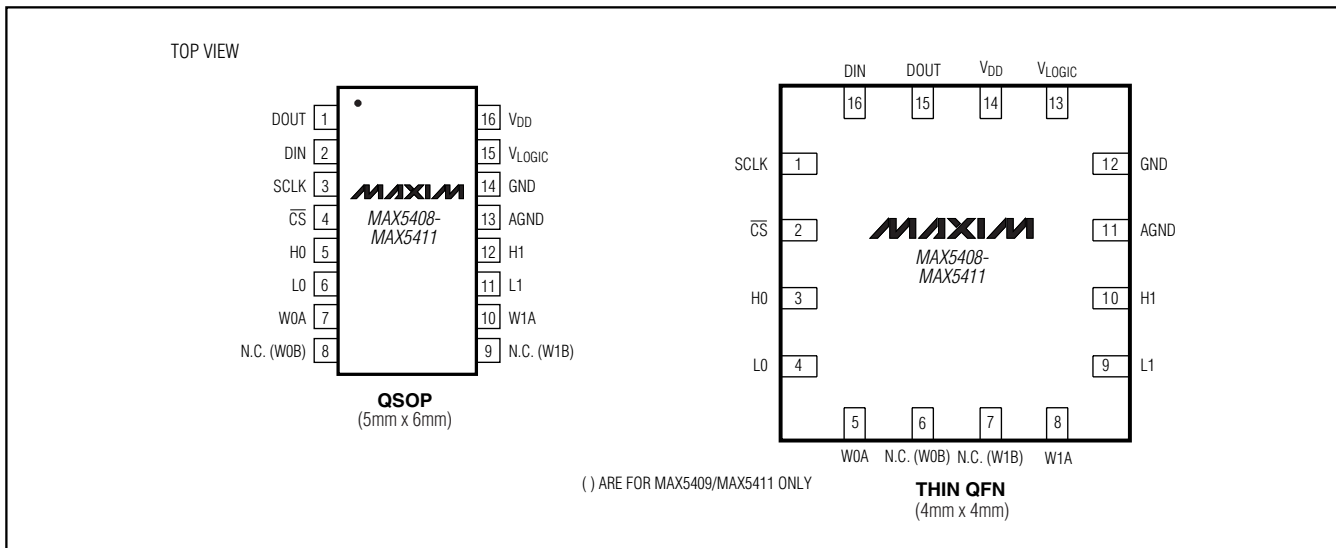 TOP VIEW
DOUT 1
DIN 2
SCLK 3
C̅S̅ 4
H0 5
L0 6
W0A 7
N.C. (W0B) 8
16 VDD
15 VLOGIC
14 GND
13 AGND
12 H1
11 L1
10 W1A
9 N.C. (W1B)
MAXIM
MAX5408-
MAX5411
QSOP
(5mm x 6mm)
DIN DOUT VDD VLOGIC
16 15 14 13
SCLK 1
C̅S̅ 2
H0 3
L0 4
12 GND
11 AGND
10 H1
9 L1
MAXIM
MAX5408-
MAX5411
5 6 7 8
W0A N.C. (W0B) N.C. (W1B) W1A
( ) ARE FOR MAX5409/MAX5411 ONLY
THIN QFN
(4mm x 4mm)